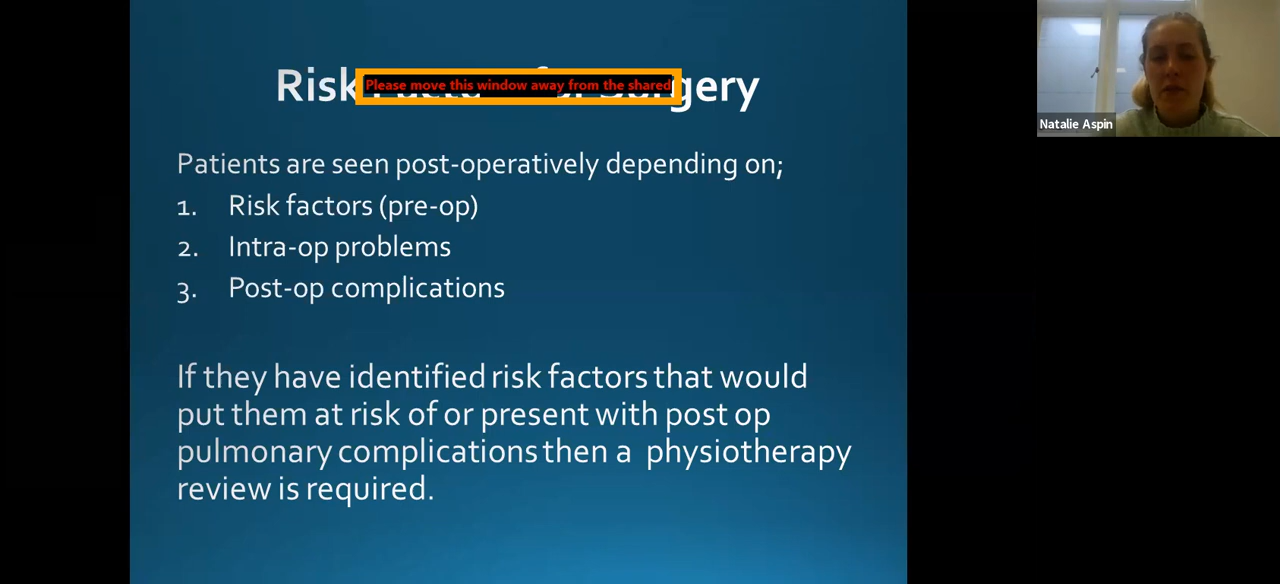 Risk for Surgery
Please move this window away from the shared
Natalie Aspin
Patients are seen post-operatively depending on;
1. Risk factors (pre-op)
2. Intra-op problems
3. Post-op complications
If they have identified risk factors that would
put them at risk of or present with post op
pulmonary complications then a physiotherapy
review is required.